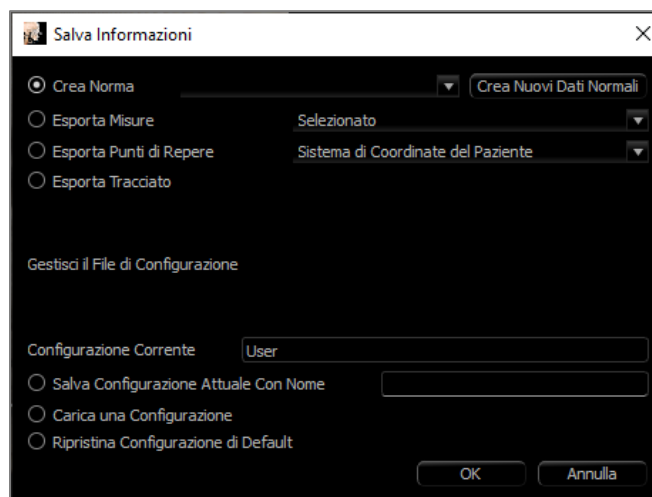 Salva Informazioni
Crea Norma Crea Nuovi Dati Normali
Esporta Misure Selezionato
Esporta Punti di Repere Sistema di Coordinate del Paziente
Esporta Tracciato
Gestisci il File di Configurazione
Configurazione Corrente User
Salva Configurazione Attuale Con Nome
Carica una Configurazione
Ripristina Configurazione di Default
OK Annulla